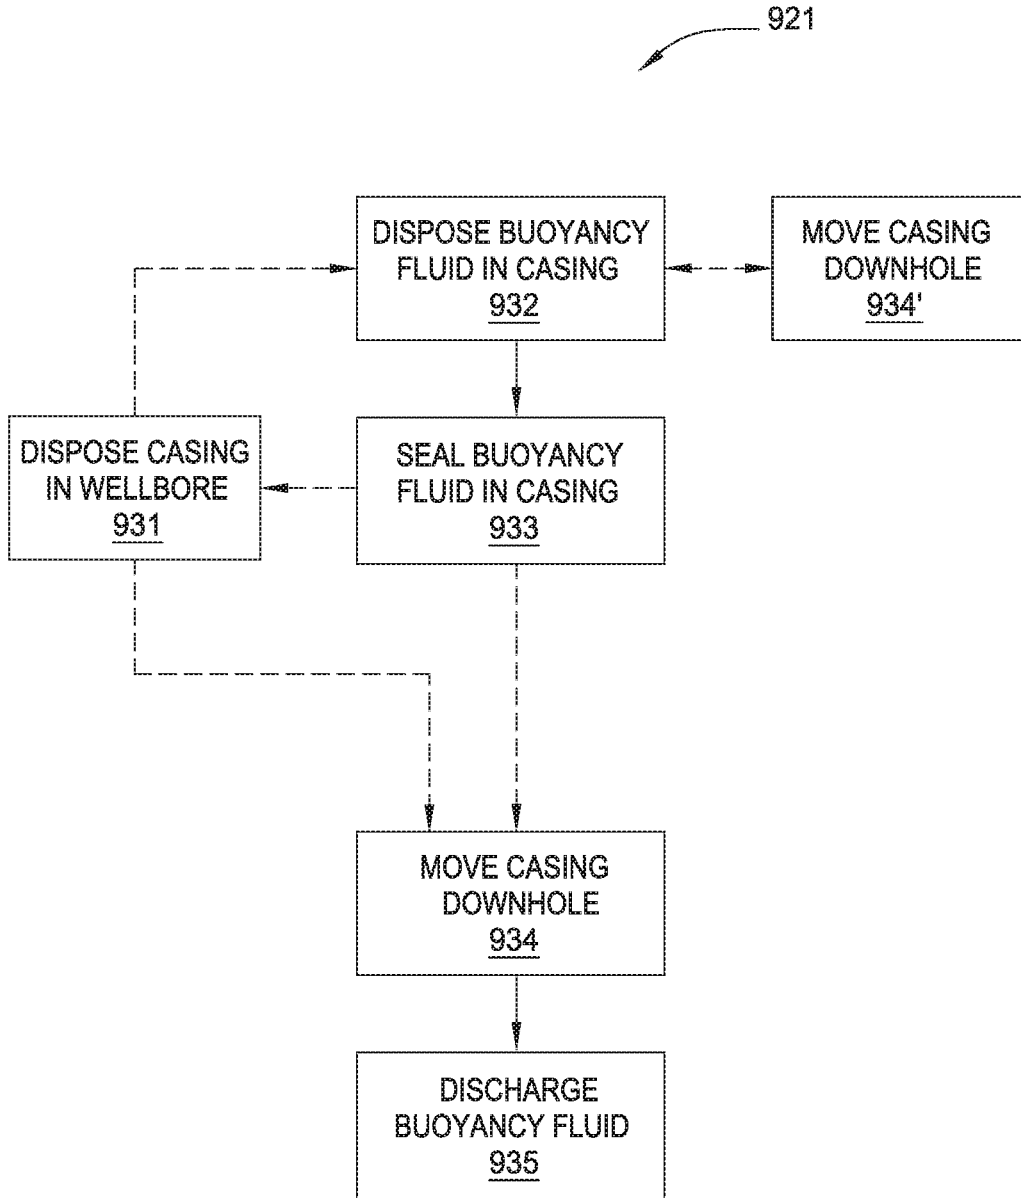 921
DISPOSE BUOYANCY
FLUID IN CASING
932
MOVE CASING
DOWNHOLE
934'
DISPOSE CASING
IN WELLBORE
931
SEAL BUOYANCY
FLUID IN CASING
933
MOVE CASING
DOWNHOLE
934
DISCHARGE
BUOYANCY FLUID
935